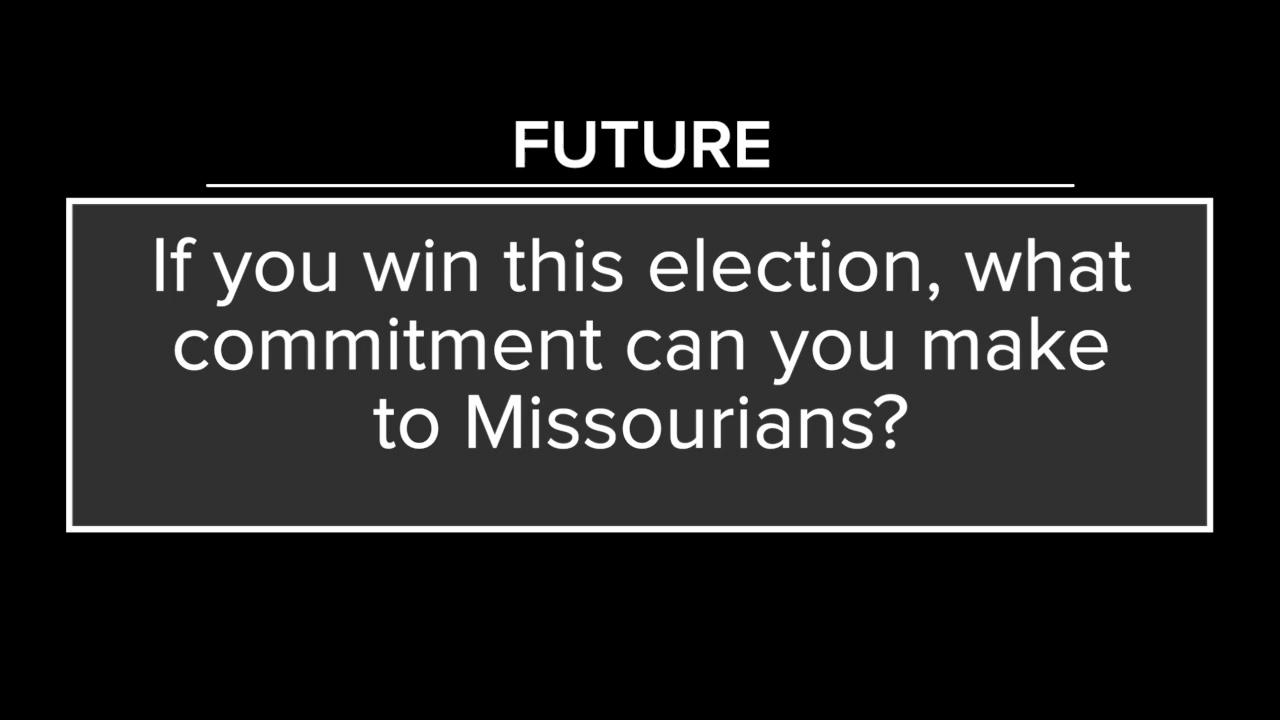 FUTURE
If you win this election, what
commitment can you make
to Missourians?